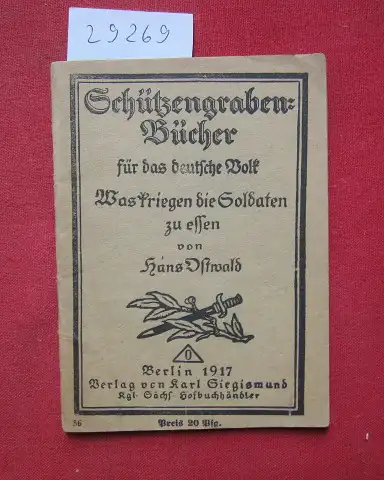 29269
Schützengraben-
Bücher
für das deutsche Volk
Was kriegen die Soldaten
zu essen
von
Hans Ostwald
O
Berlin 1917
Verlag von Karl Siegismund
Kgl. Sächs. Hofbuchhändler
56
Preis 20 Pfg.